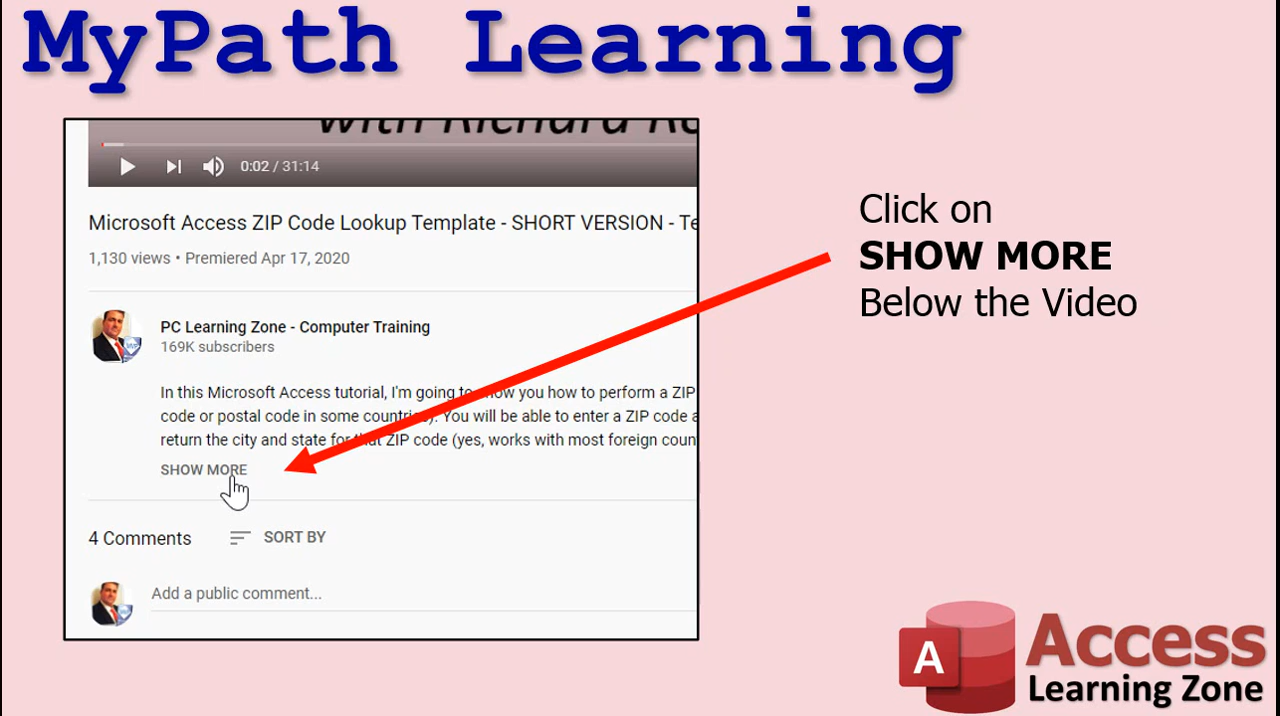 MyPath Learning
0:02 / 31:14
Microsoft Access ZIP Code Lookup Template - SHORT VERSION -
1,130 views • Premiered Apr 17, 2020
PC Learning Zone - Computer Training
169K subscribers
In this Microsoft Access tutorial, I'm going to show you how to perform a ZIP
code or postal code in some countries). You will be able to enter a ZIP code
return the city and state for that ZIP code (yes, works with most foreign
SHOW MORE
4 Comments
SORT BY
Add a public comment...
Click on
SHOW MORE
Below the Video
A
Access
Learning Zone